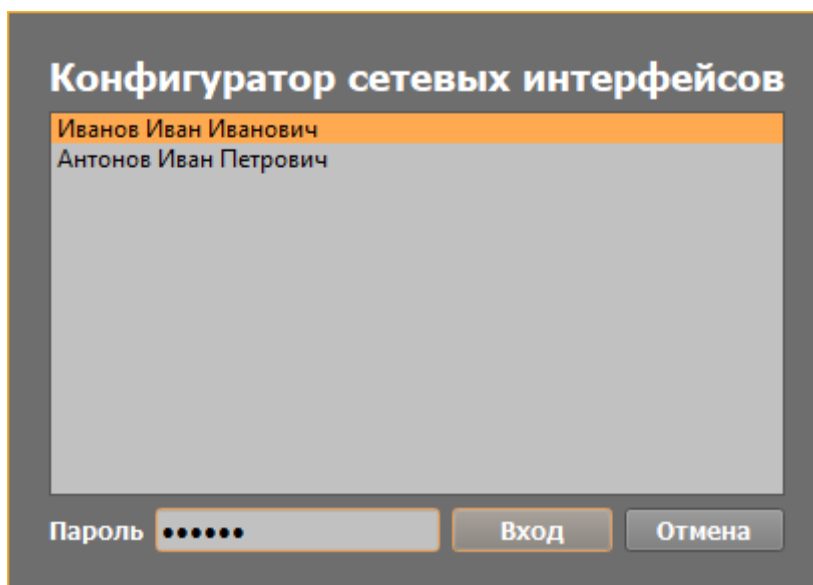 Конфигуратор сетевых интерфейсов
Иванов Иван Иванович
Антонов Иван Петрович
Пароль •••••• Вход Отмена